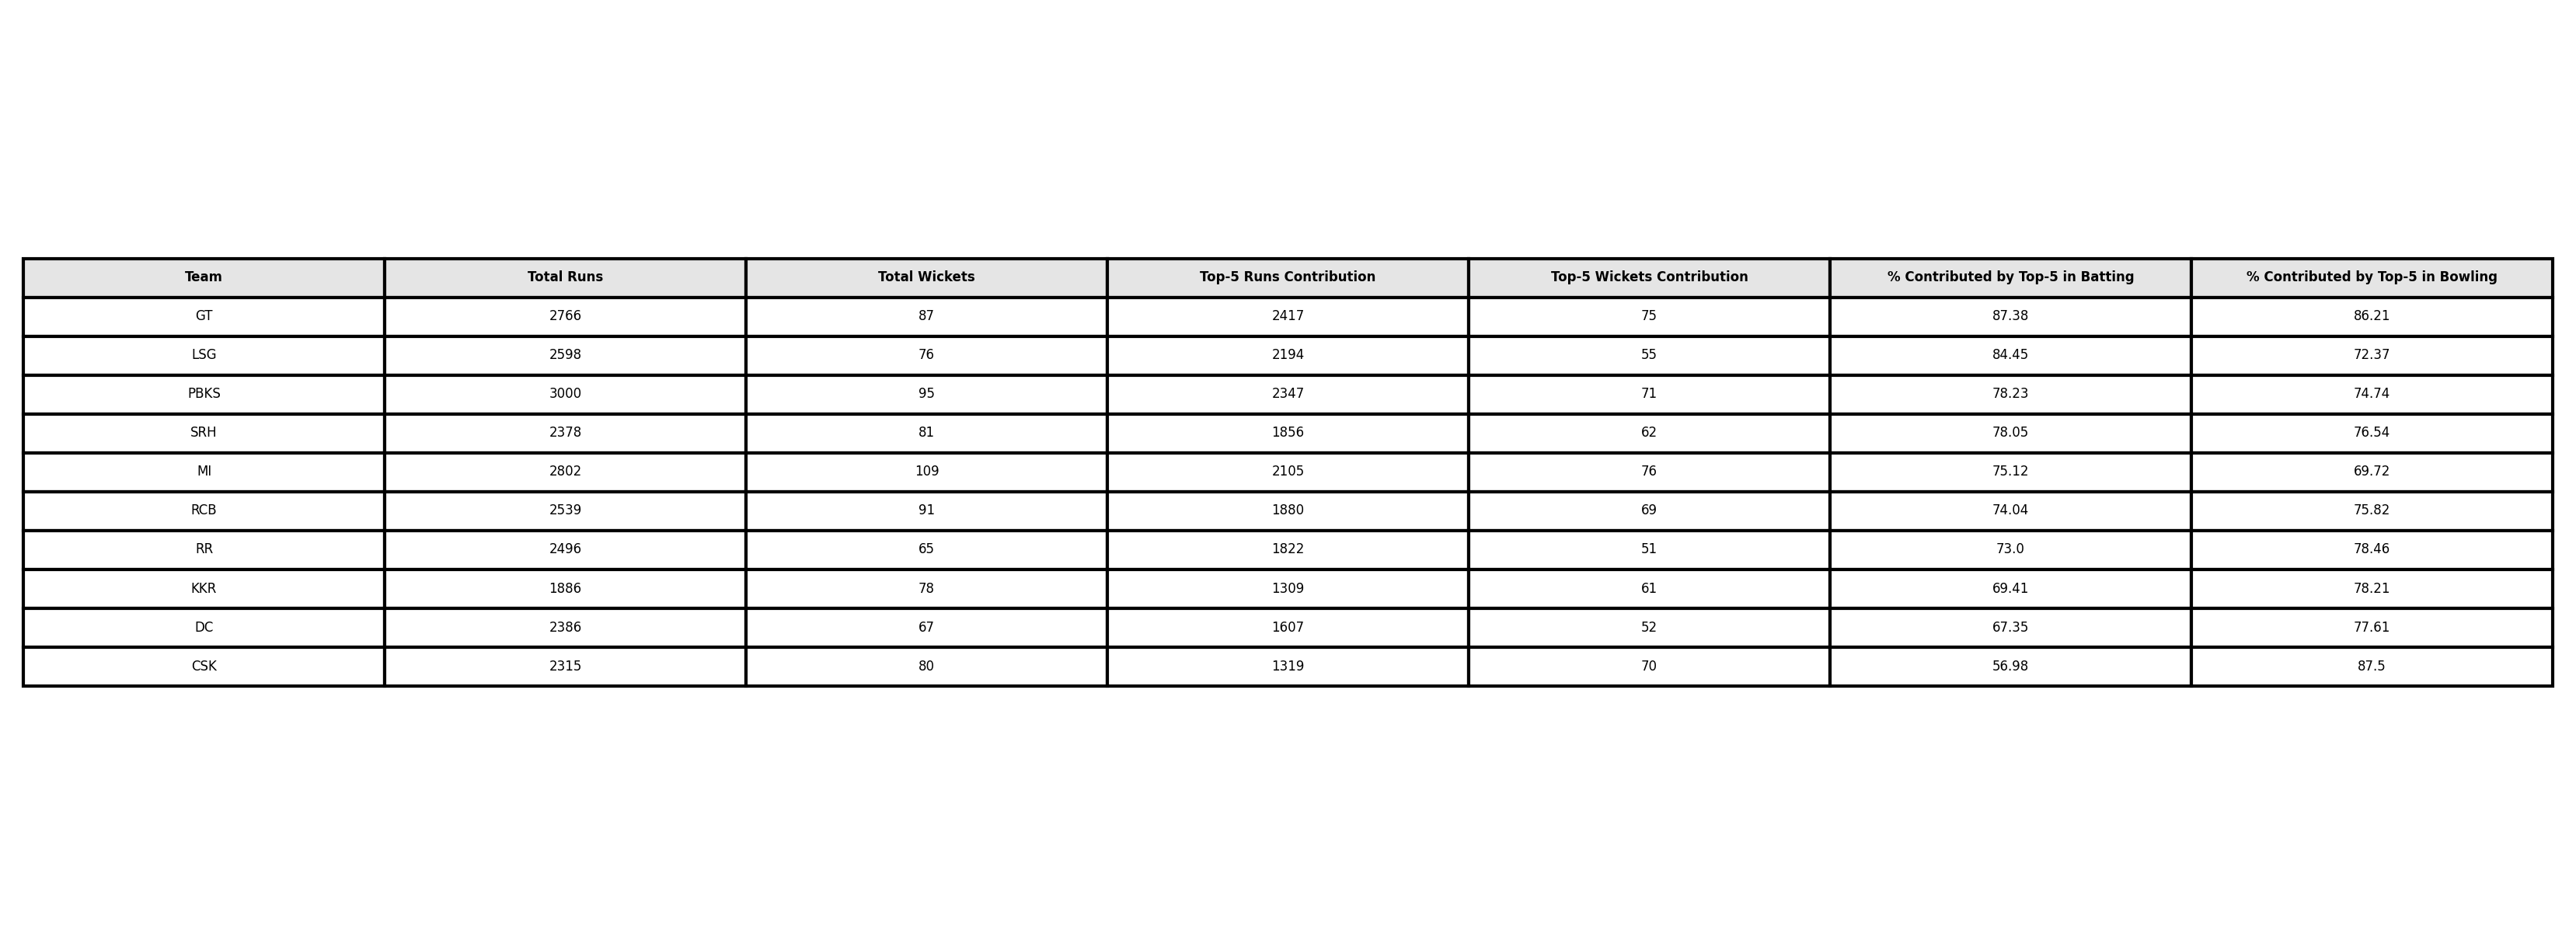 Team Total Runs Total Wickets Top-5 Runs Contribution Top-5 Wickets Contribution % Contributed by Top-5 in Batting % Contributed by Top-5 in Bowling
GT 2766 87 2417 75 87.38 86.21
LSG 2598 76 2194 55 84.45 72.37
PBKS 3000 95 2347 71 78.23 74.74
SRH 2378 81 1856 62 78.05 76.54
MI 2802 109 2105 76 75.12 69.72
RCB 2539 91 1880 69 74.04 75.82
RR 2496 65 1822 51 73.0 78.46
KKR 1886 78 1309 61 69.41 78.21
DC 2386 67 1607 52 67.35 77.61
CSK 2315 80 1319 70 56.98 87.5